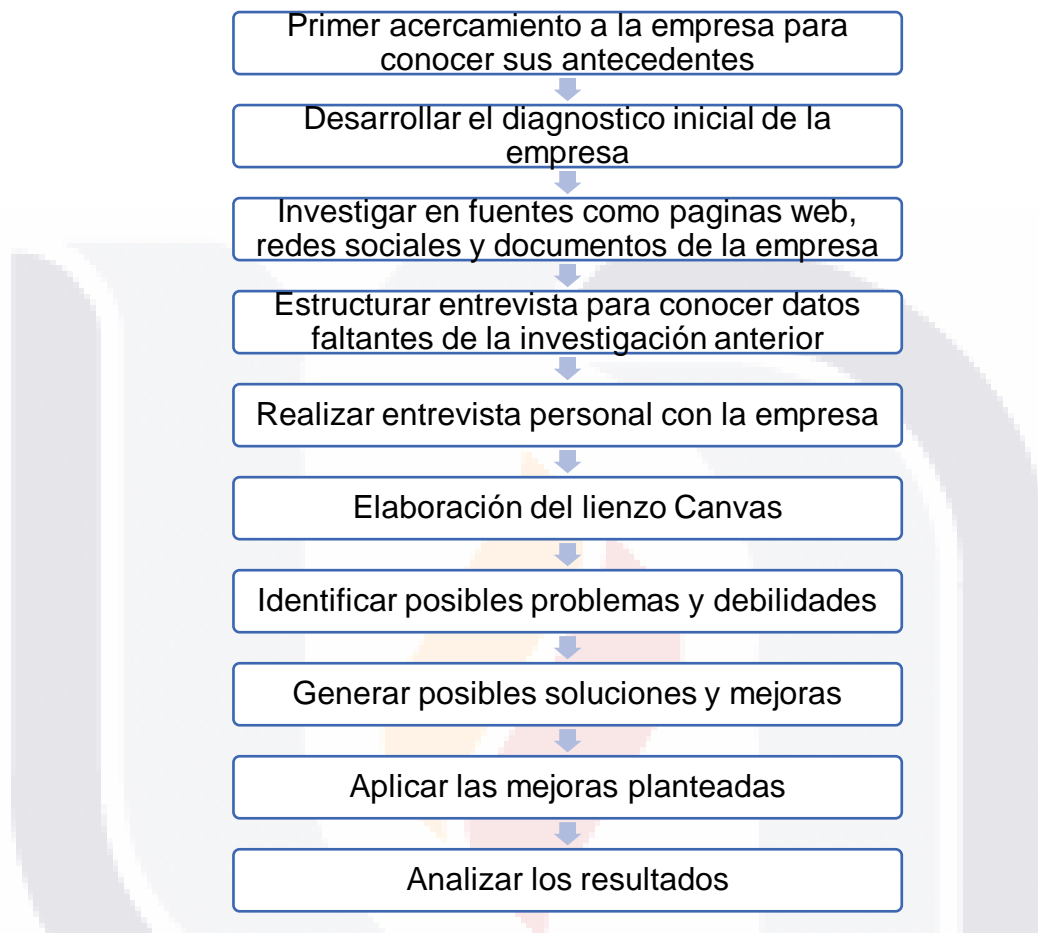 Primer acercamiento a la empresa para
conocer sus antecedentes
Desarrollar el diagnostico inicial de la
empresa
Investigar en fuentes como paginas web,
redes sociales y documentos de la empresa
Estructurar entrevista para conocer datos
faltantes de la investigación anterior
Realizar entrevista personal con la empresa
Elaboración del lienzo Canvas
Identificar posibles problemas y debilidades
Generar posibles soluciones y mejoras
Aplicar las mejoras planteadas
Analizar los resultados